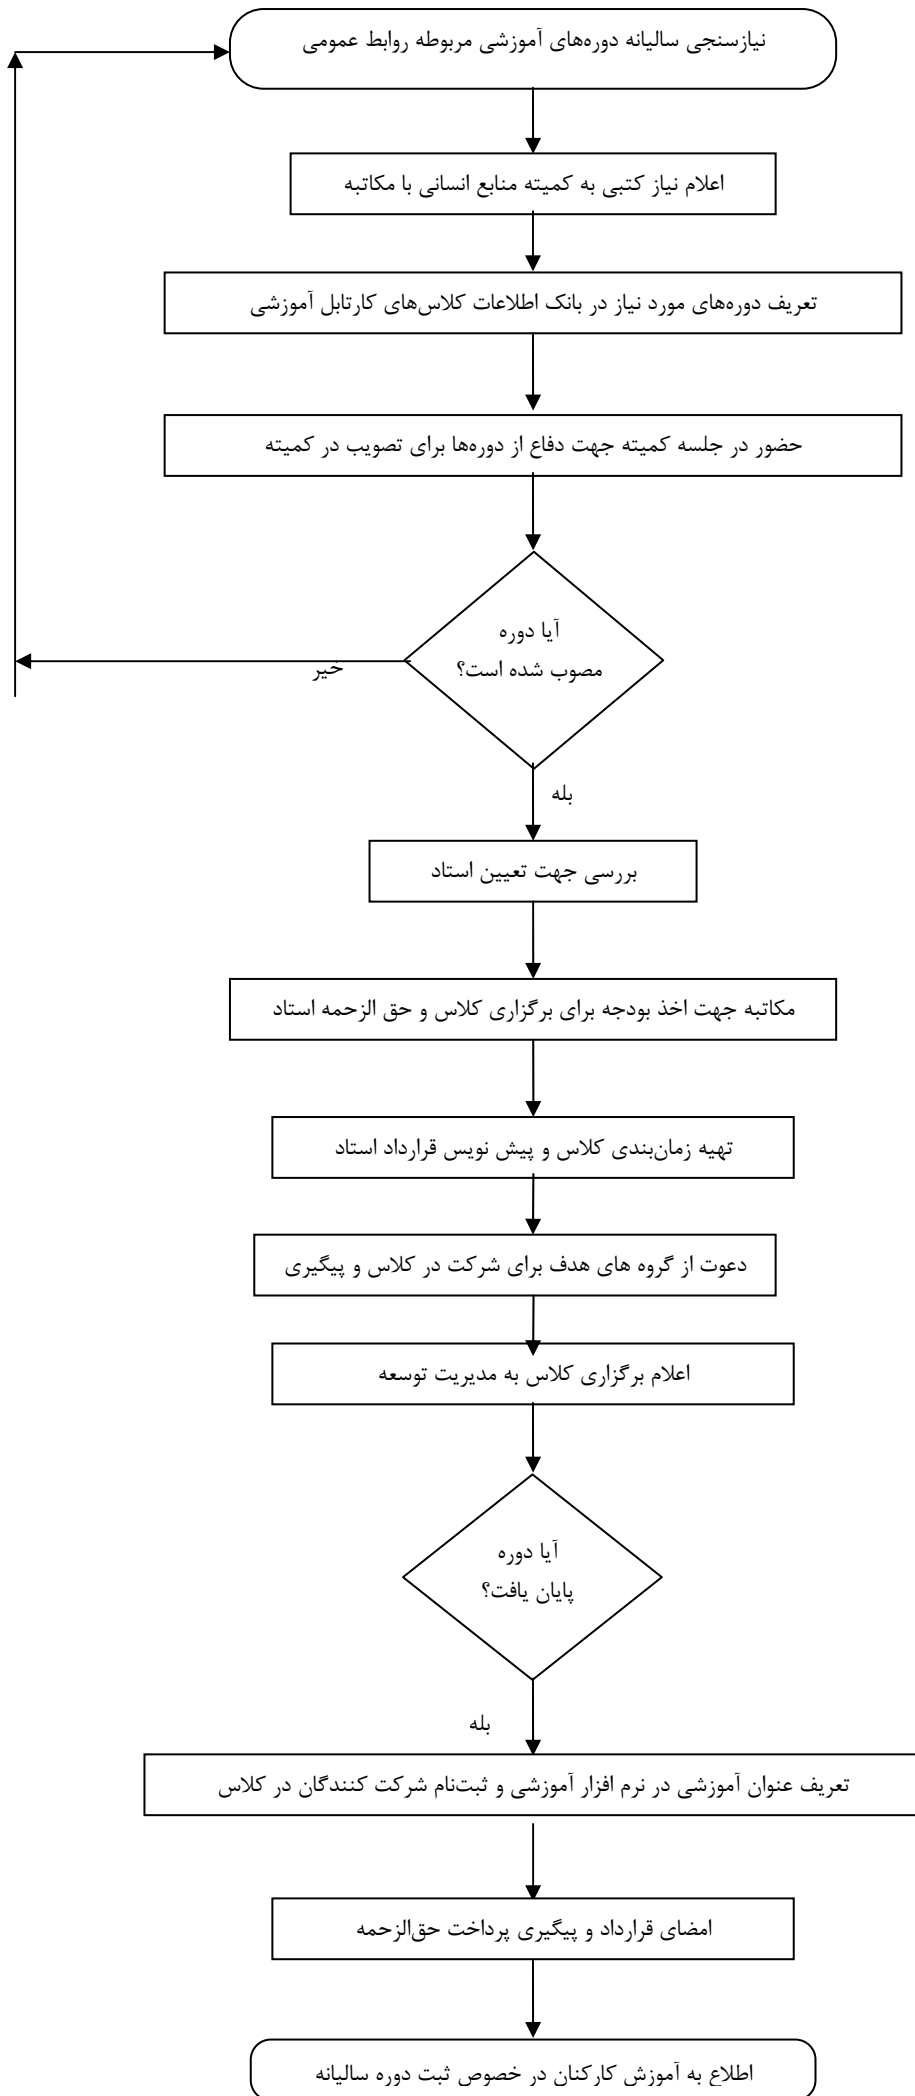 نیازسنجی سالیانه دوره‌های آموزشی مربوطه روابط عمومی
اعلام نیاز کتبی به کمیته منابع انسانی با مکاتبه
تعریف دوره‌های مورد نیاز در بانک اطلاعات کلاس‌های کارتابل آموزشی
حضور در جلسه کمیته جهت دفاع از دوره‌ها برای تصویب در کمیته
آیا دوره
مصوب شده است؟
خیر
بله
بررسی جهت تعیین استاد
مکاتبه جهت اخذ بودجه برای برگزاری کلاس و حق الزحمه استاد
تهیه زمان‌بندی کلاس و پیش نویس قرارداد استاد
دعوت از گروه های هدف برای شرکت در کلاس و پیگیری
اعلام برگزاری کلاس به مدیریت توسعه
آیا دوره
پایان یافت؟
بله
تعریف عنوان آموزشی در نرم افزار آموزشی و ثبت‌نام شرکت کنندگان در کلاس
امضای قرارداد و پیگیری پرداخت حق‌الزحمه
اطلاع به آموزش کارکنان در خصوص ثبت دوره سالیانه